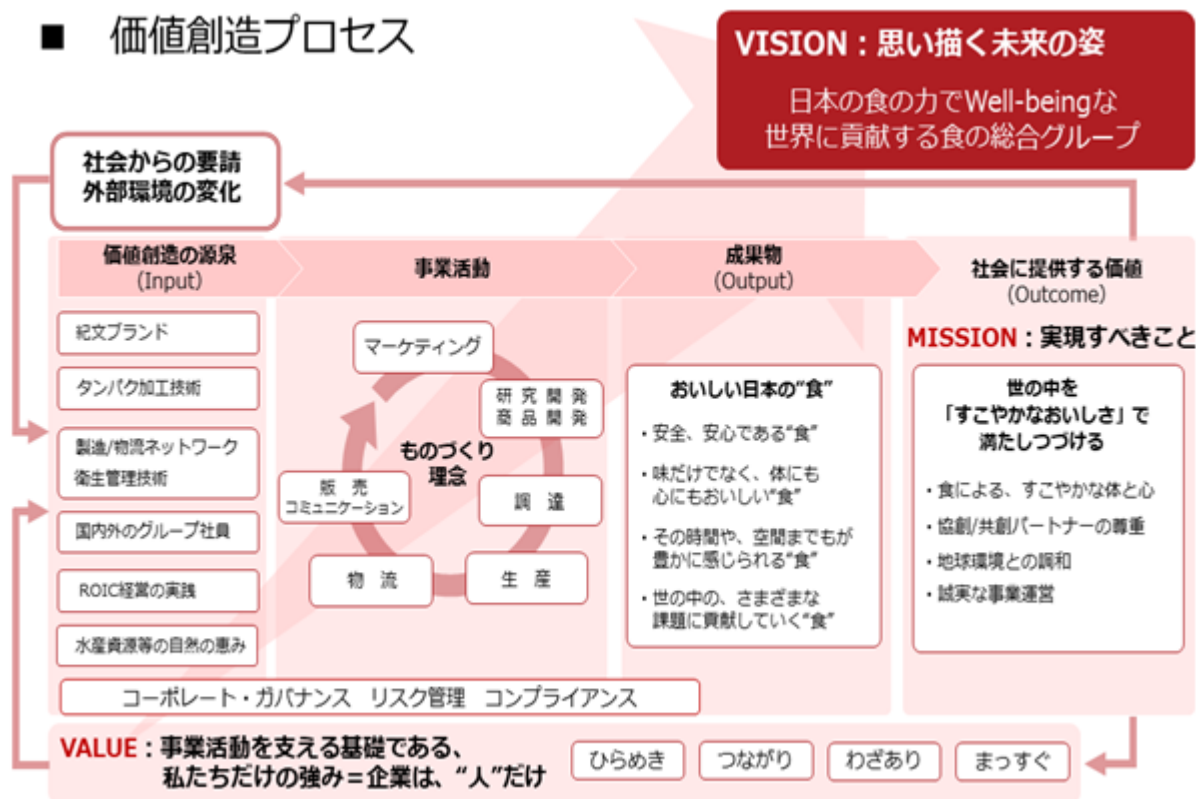 ■ 価値創造プロセス
VISION：思い描く未来の姿
日本の食の力でWell-beingな
世界に貢献する食の総合グループ
社会からの要請
外部環境の変化
価値創造の源泉
(Input)
紀文ブランド
タンパク加工技術
製造/物流ネットワーク
衛生管理技術
国内外のグループ社員
ROIC経営の実践
水産資源等の自然の恵み
事業活動
マーケティング
研究開発
商品開発
調達
生産
物流
販売
コミュニケーション
ものづくり
理念
成果物
(Output)
おいしい日本の“食”
・安全、安心である“食”
・味だけでなく、体にも
心にもおいしい“食”
・その時間や、空間までもが
豊かに感じられる“食”
・世の中の、さまざまな
課題に貢献していく“食”
社会に提供する価値
(Outcome)
MISSION：実現すべきこと
世の中を
「すこやかなおいしさ」で
満たしつづける
・食による、すこやかな体と心
・協創/共創パートナーの尊重
・地球環境との調和
・誠実な事業運営
コーポレート・ガバナンス リスク管理 コンプライアンス
VALUE：事業活動を支える基礎である、
私たちだけの強み＝企業は、“人”だけ
ひらめき
つながり
わざあり
まっすぐ